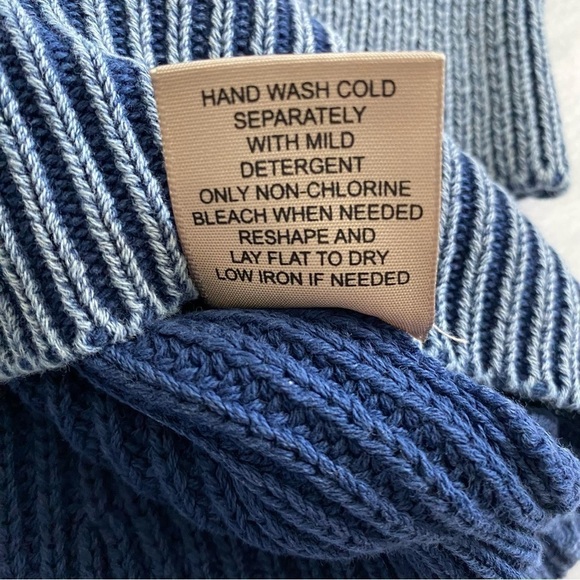 HAND WASH COLD
SEPARATELY
WITH MILD
DETERGENT
ONLY NON-CHLORINE
BLEACH WHEN NEEDED
RESHAPE AND
LAY FLAT TO DRY
LOW IRON IF NEEDED